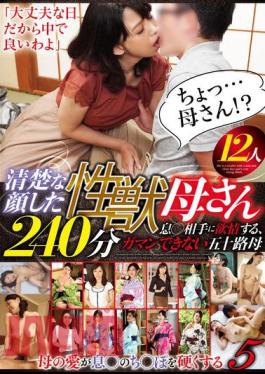 「大丈夫な日
だから中で
良いわよ」
ちょっ…
母さん!?
12人
清楚な
顔した
性獣
母さん
240分
息○相手に欲情する、
ガマンできない五十路母
母の愛が息●のち○ぽを硬くする
5